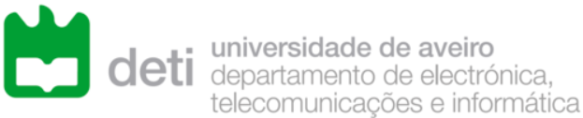 deti
universidade de aveiro
departamento de electrónica,
telecomunicações e informática